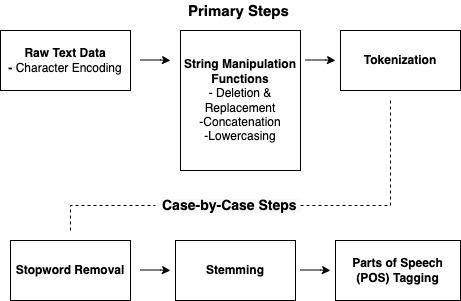 Primary Steps
Raw Text Data
- Character Encoding
String Manipulation
Functions
- Deletion &
Replacement
-Concatenation
-Lowercasing
Tokenization
Case-by-Case Steps
Stopword Removal
Stemming
Parts of Speech
(POS) Tagging